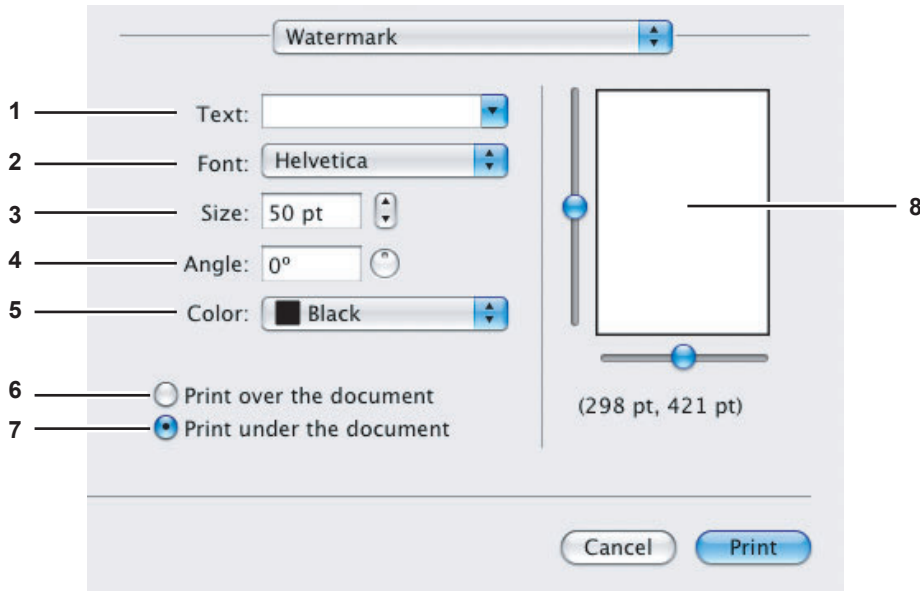 Watermark
1 Text:
2 Font: Helvetica
3 Size: 50 pt
4 Angle: 0°
5 Color: Black
6 Print over the document
7 Print under the document
8
(298 pt, 421 pt)
Cancel Print